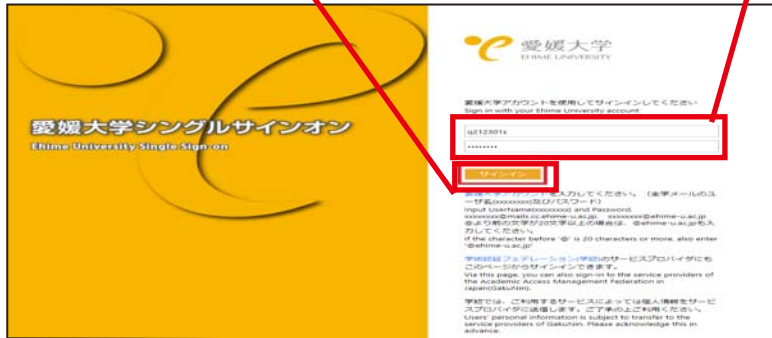 愛媛大学シングルサインオン
Ehime University Single Sign-on
愛媛大学
EHIME UNIVERSITY
愛媛大学アカウントを使用してサインインしてください
Sign in with your Ehime University account
q212301s
••••••••
サインイン
愛媛大学アカウントを入力してください。（全学メールのユ
ーザ名(xxxxxxxx)及びパスワード）
Input UserName(xxxxxxxx) and Password.
xxxxxxxx@mails.cc.ehime-u.ac.jp, xxxxxxxx@ehime-u.ac.jp
@より前の文字が20文字以上の場合は、@ehime-u.ac.jpも入
力してください。
If the character before '@' is 20 characters or more, also enter
'@ehime-u.ac.jp'
学術認証フェデレーション(学認)のサービスプロバイダにも
このページからサインインできます。
Via this page, you can also sign-in to the service providers of
the Academic Access Management Federation in
Japan(GakuNin).
学認では、ご利用するサービスによっては個人情報をサービ
スプロバイダに送信します。ご了承の上ご利用ください。
Users' personal information is subject to transfer to the
service providers of GakuNin. Please acknowledge this in
advance.